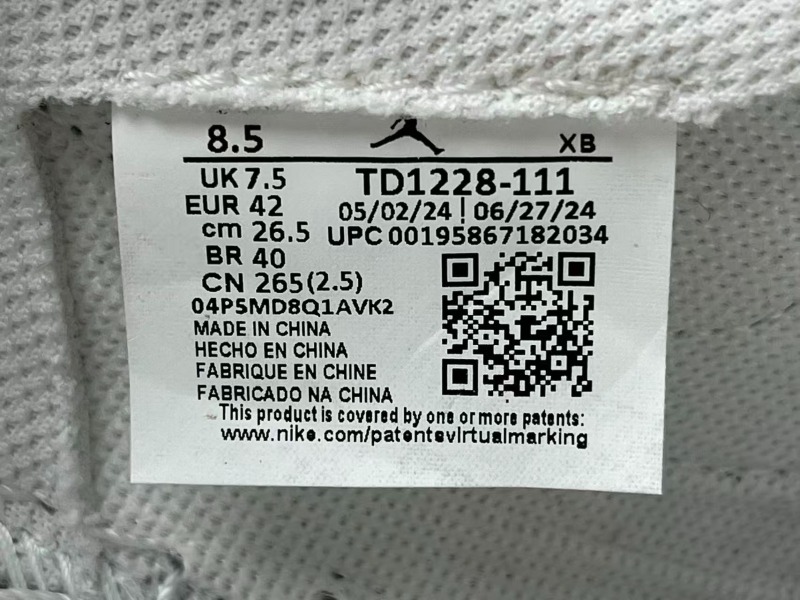 8.5 XB
UK 7.5 TD1228-111
EUR 42 05/02/24 | 06/27/24
cm 26.5 UPC 00195867182034
BR 40
CN 265(2.5)
04P5MD8Q1AVK2
MADE IN CHINA
HECHO EN CHINA
FABRIQUE EN CHINE
FABRICADO NA CHINA
This product is covered by one or more patents:
www.nike.com/patentsvirtualmarking